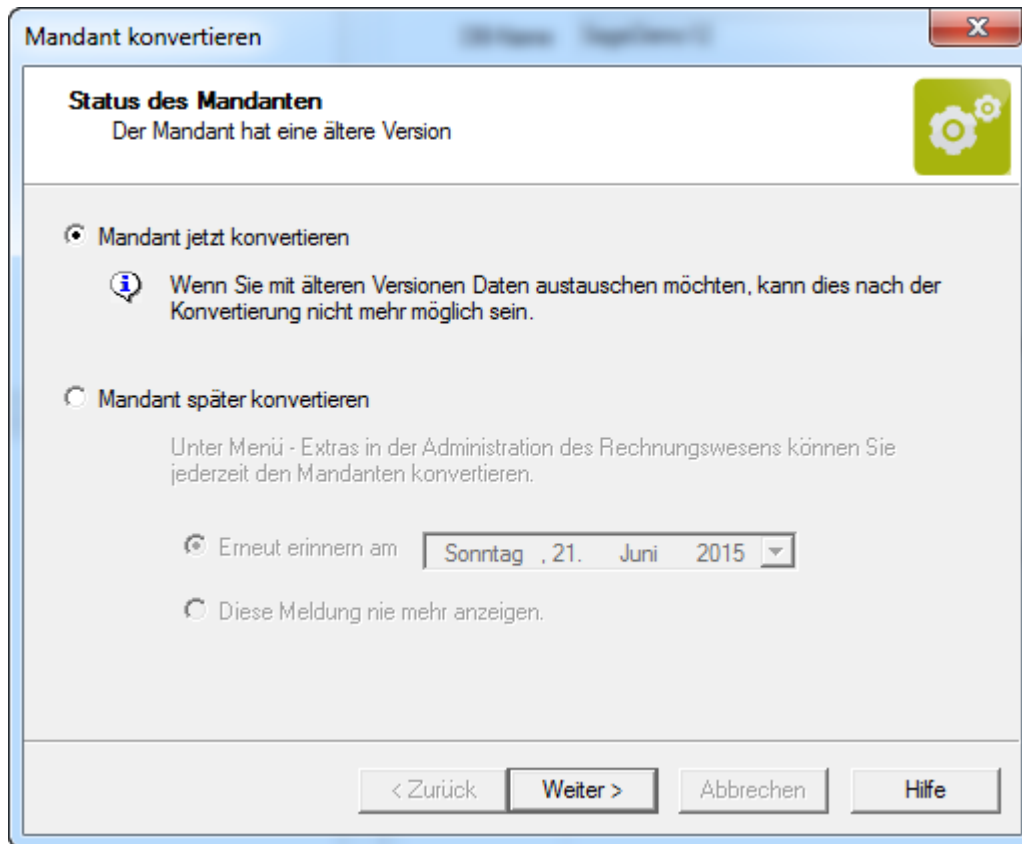 Mandant konvertieren
Status des Mandanten
Der Mandant hat eine ältere Version
Mandant jetzt konvertieren
Wenn Sie mit älteren Versionen Daten austauschen möchten, kann dies nach der
Konvertierung nicht mehr möglich sein.
Mandant später konvertieren
Unter Menü - Extras in der Administration des Rechnungswesens können Sie
jederzeit den Mandanten konvertieren.
Erneut erinnern am Sonntag , 21. Juni 2015
Diese Meldung nie mehr anzeigen.
< Zurück Weiter > Abbrechen Hilfe